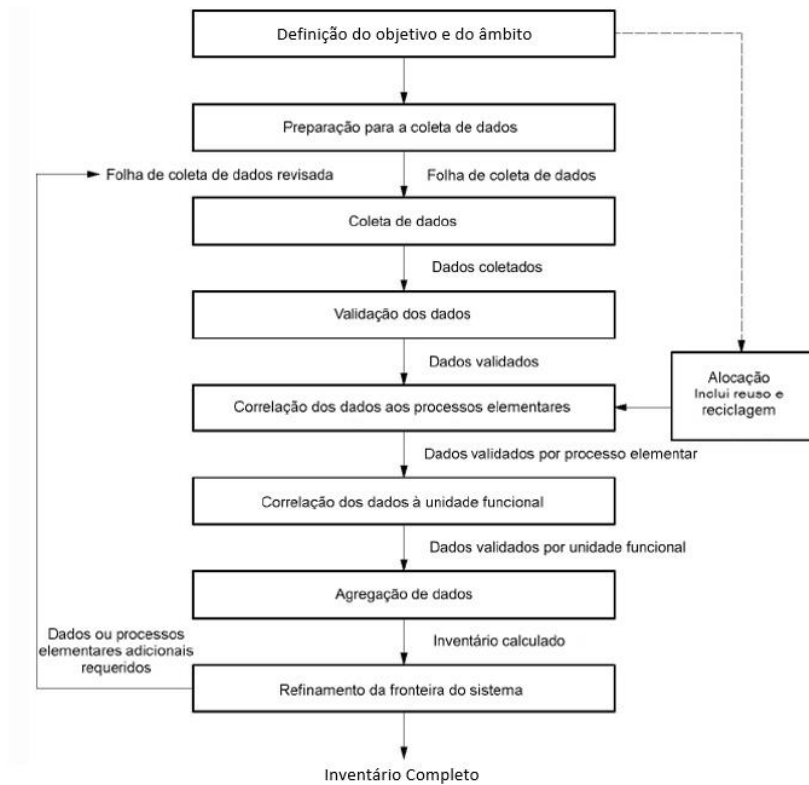 Definição do objetivo e do âmbito
Preparação para a coleta de dados
Folha de coleta de dados revisada
Folha de coleta de dados
Coleta de dados
Dados coletados
Validação dos dados
Dados validados
Alocação
Inclui reuso e
reciclagem
Correlação dos dados aos processos elementares
Dados validados por processo elementar
Correlação dos dados à unidade funcional
Dados validados por unidade funcional
Agregação de dados
Inventário calculado
Dados ou processos
elementares adicionais
requeridos
Refinamento da fronteira do sistema
Inventário Completo